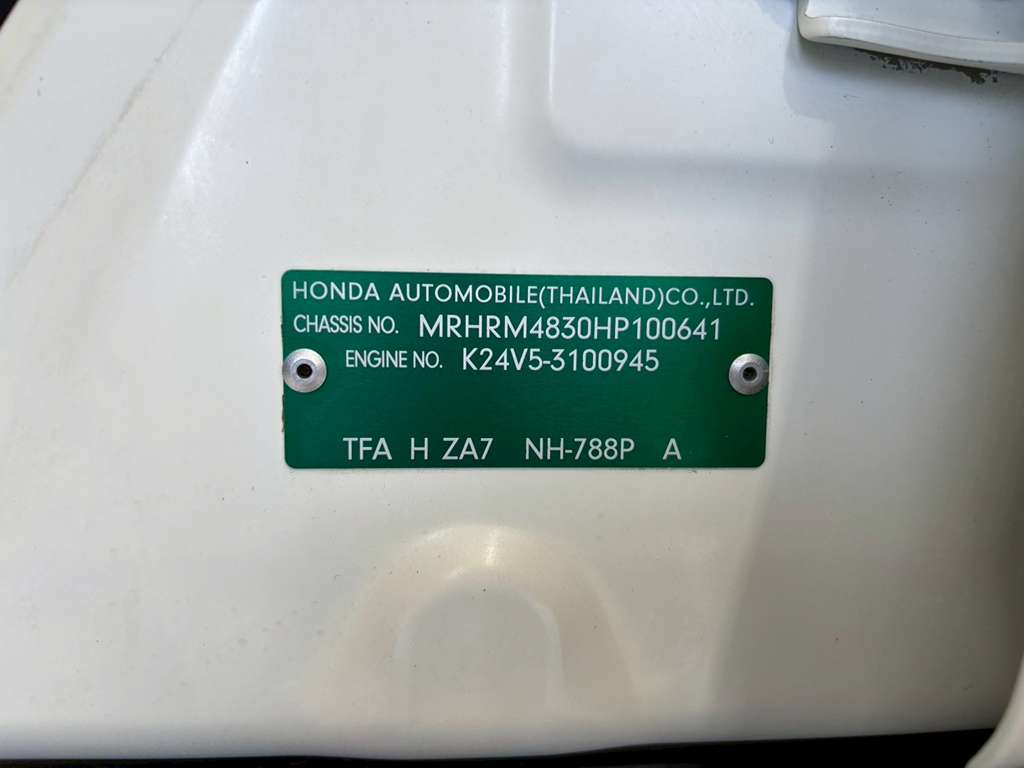 HONDA AUTOMOBILE(THAILAND)CO.,LTD.
CHASSIS NO. MRHRM4830HP100641
ENGINE NO. K24V5-3100945
TFA H ZA7 NH-788P A